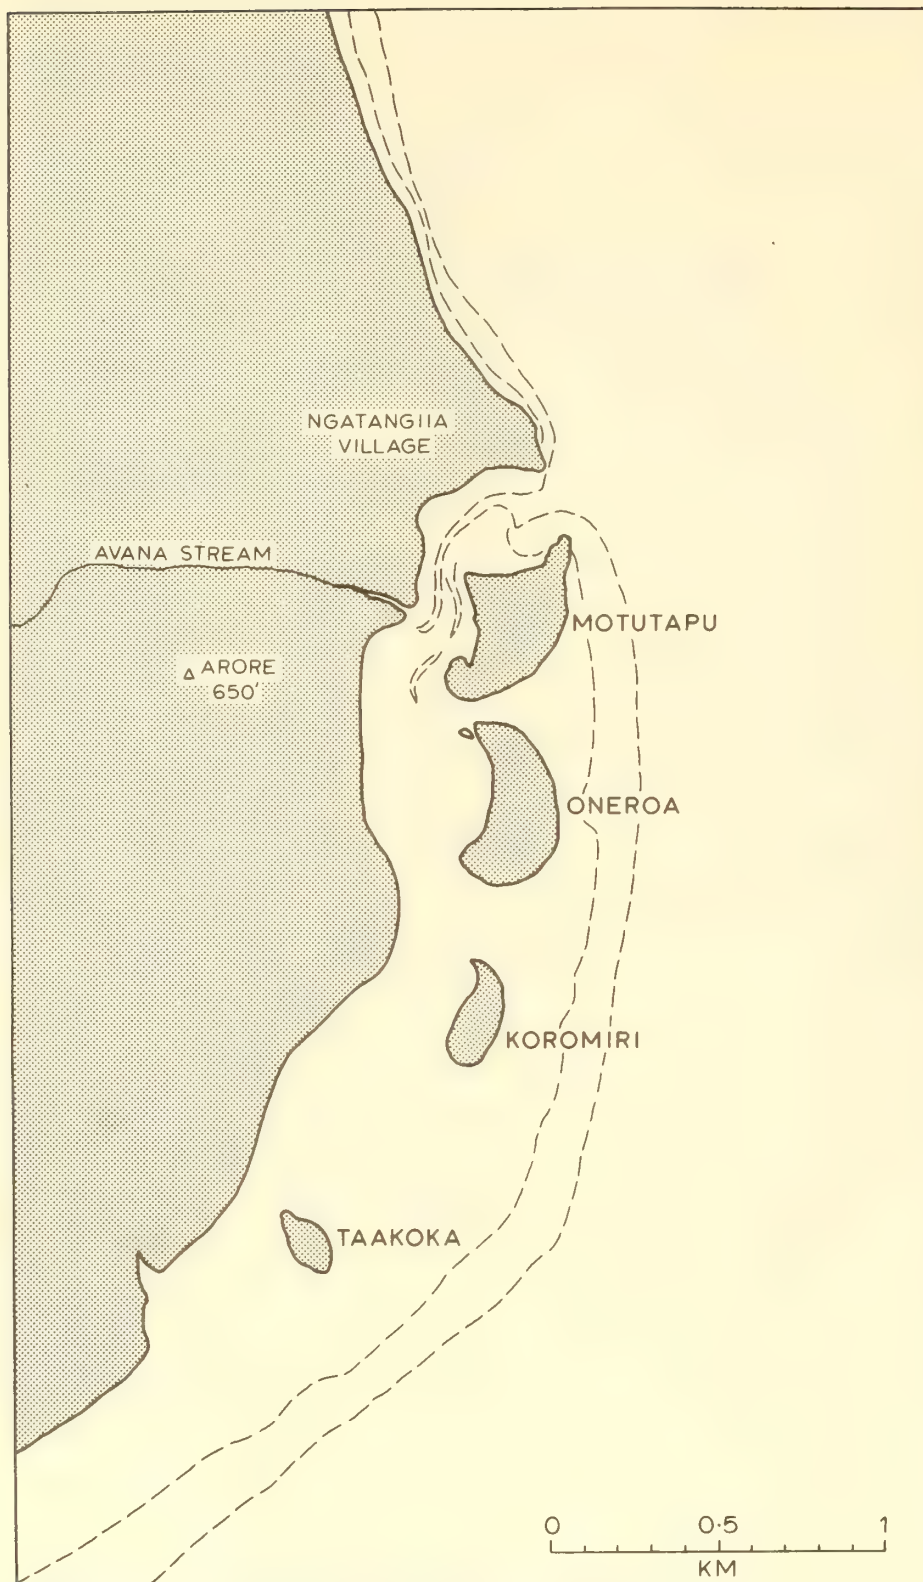 NGATANGIIA
VILLAGE
AVANA STREAM
MOTUTAPU
△ ARORE
650'
ONEROA
KOROMIRI
TAAKOKA
0 0·5 1
KM